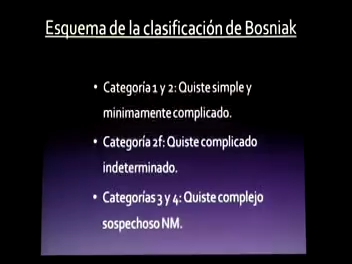 Esquema de la clasificación de Bosniak
• Categoría 1 y 2: Quiste simple y
minimamente complicado.
• Categoría 2f: Quiste complicado
indeterminado.
• Categorías 3 y 4: Quiste complejo
sospechoso NM.